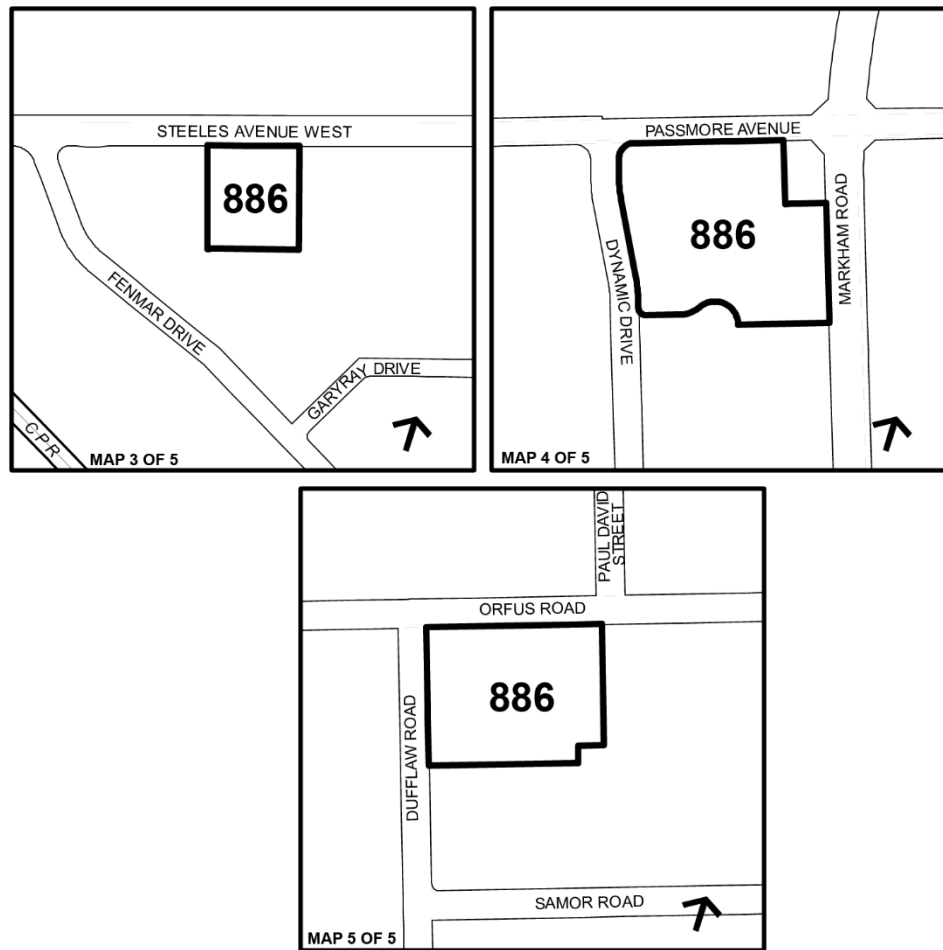 STEELES AVENUE WEST
886
FENMAR DRIVE
GARYRAY DRIVE
C P R
MAP 3 OF 5
PASSMORE AVENUE
886
DYNAMIC DRIVE
MARKHAM ROAD
MAP 4 OF 5
PAUL DAVID
STREET
ORFUS ROAD
886
DUFFLAW ROAD
SAMOR ROAD
MAP 5 OF 5